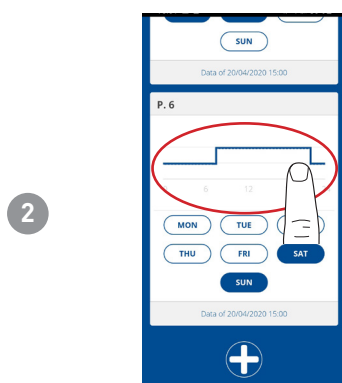 SUN
Data of 20/04/2020 15:00
P. 6
6 12
2
MON TUE
THU FRI SAT
SUN
Data of 20/04/2020 15:00